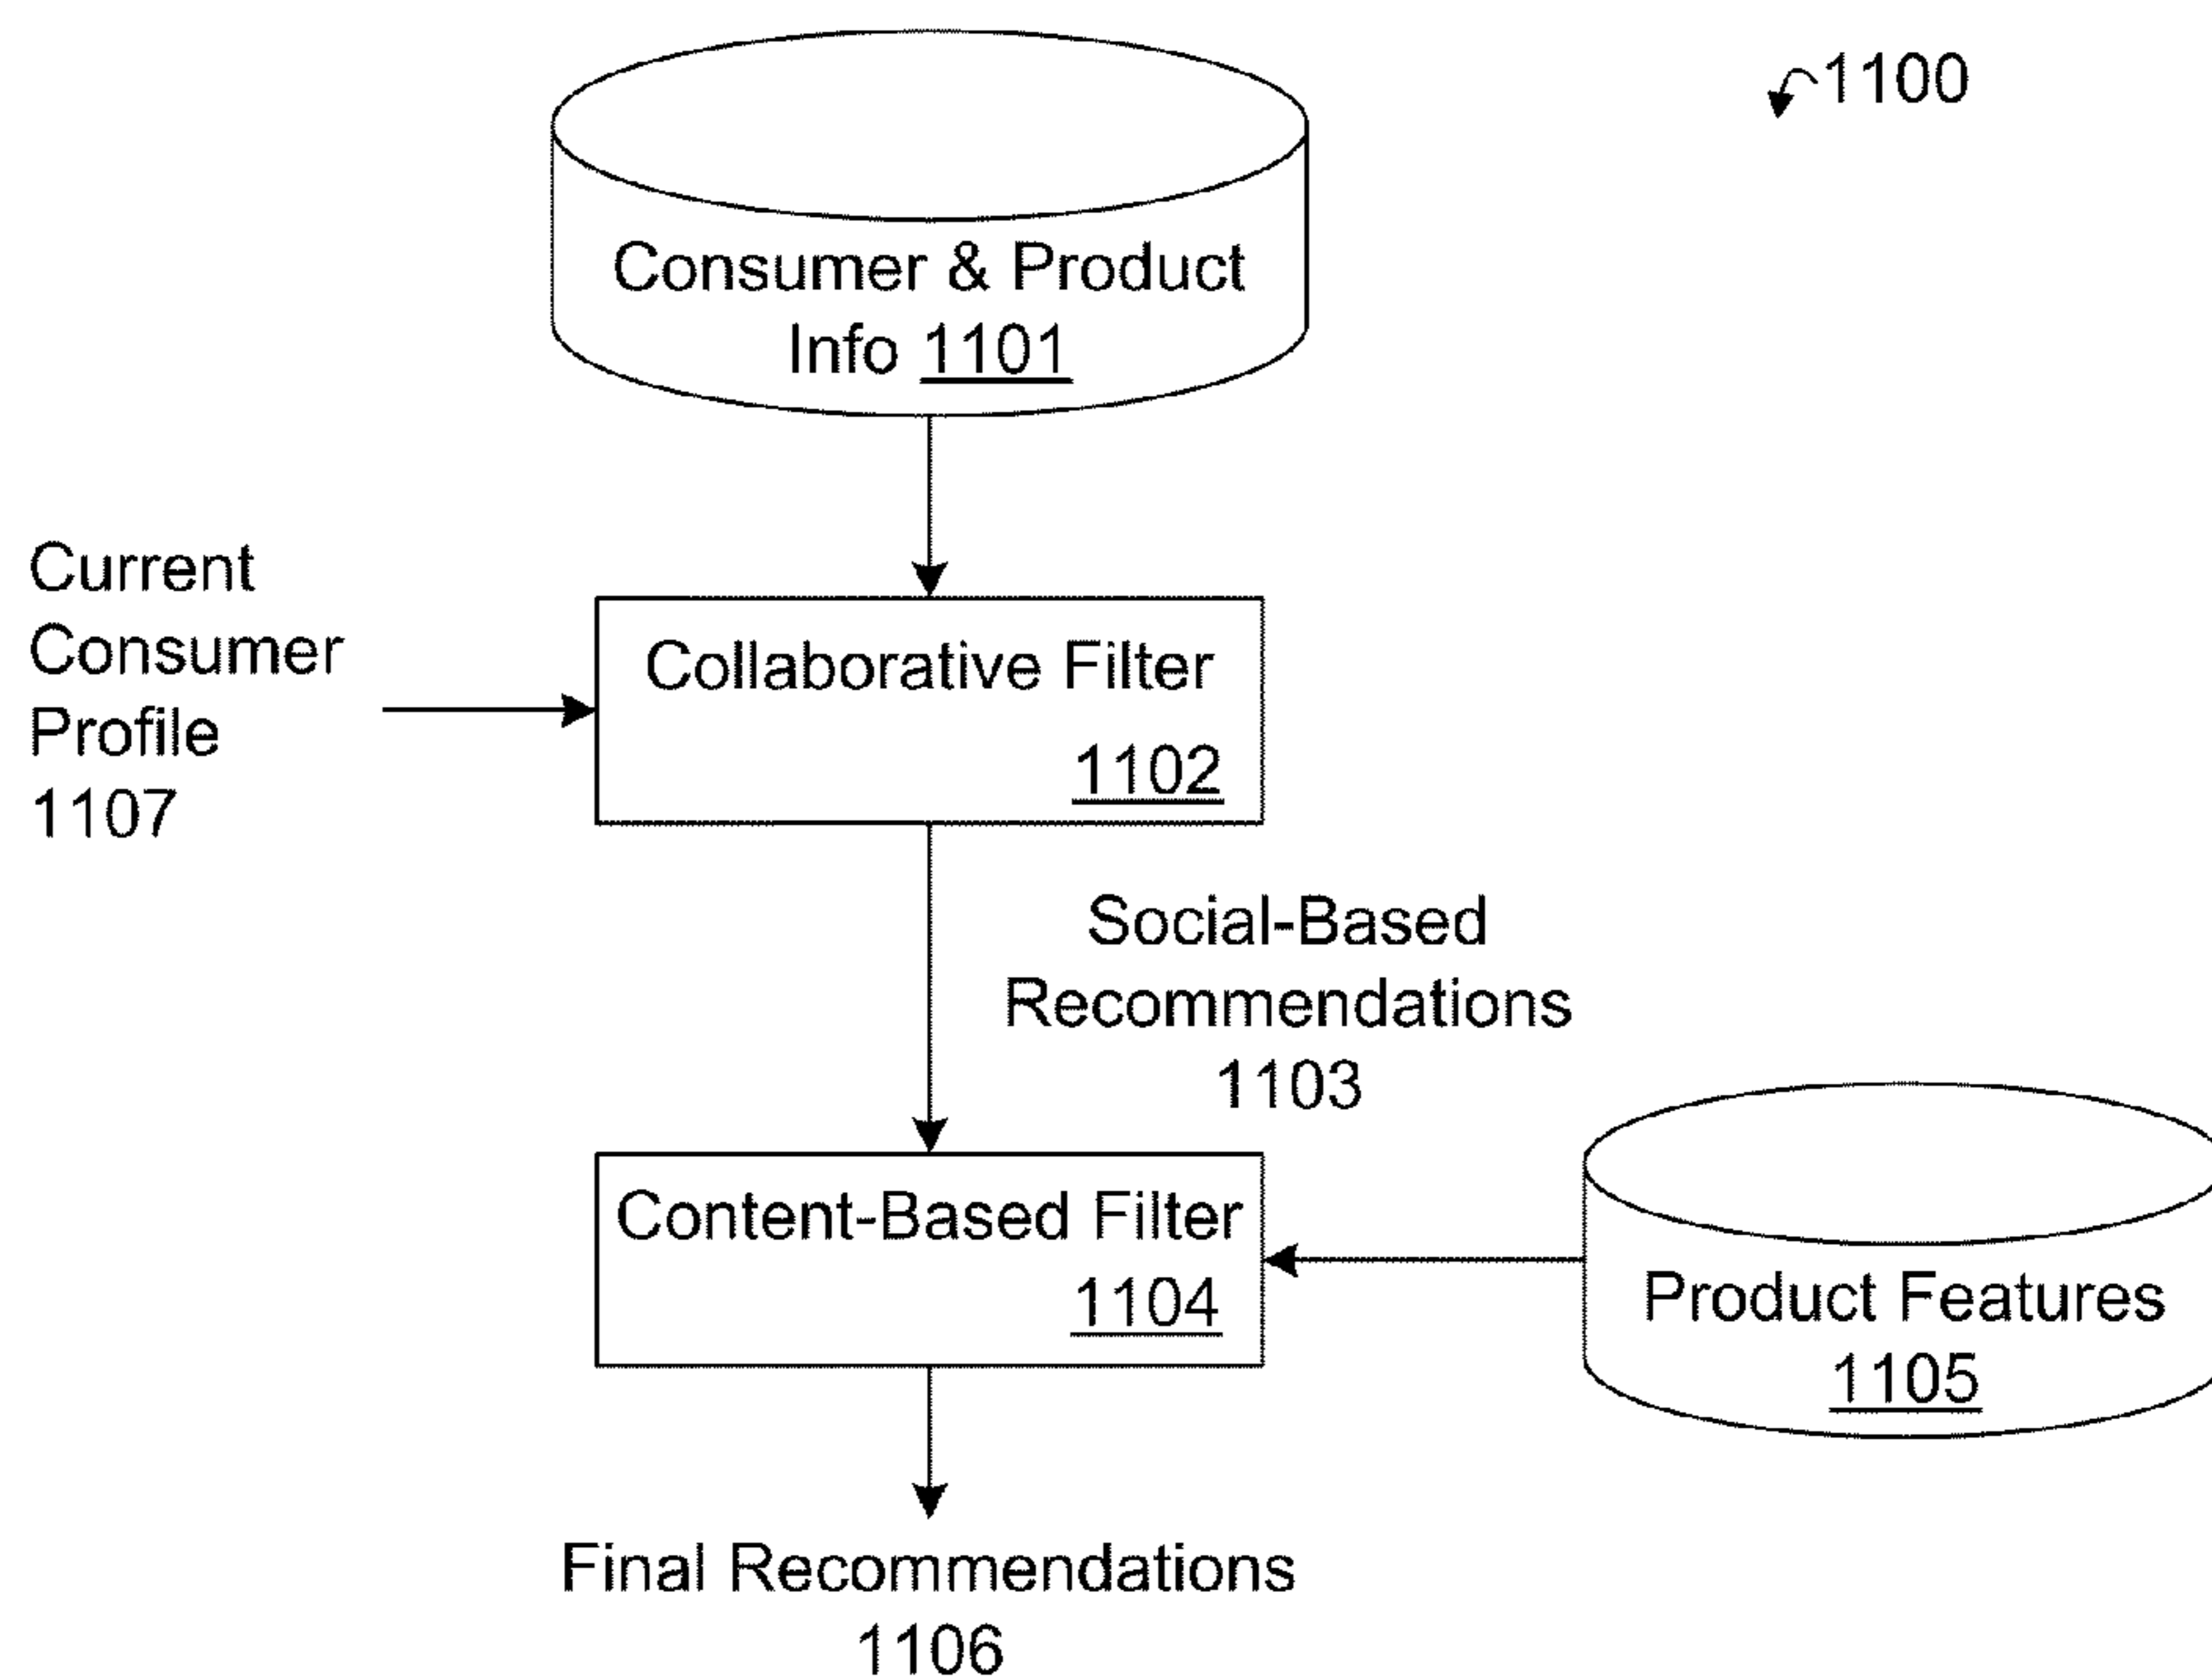 1100
Consumer & Product
Info 1101
Current
Consumer
Profile
1107
Collaborative Filter
1102
Social-Based
Recommendations
1103
Content-Based Filter
1104
Product Features
1105
Final Recommendations
1106